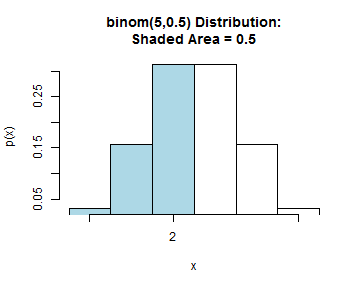 binom(5,0.5) Distribution:
Shaded Area = 0.5
p(x)
0.25
0.15
0.05
2
x